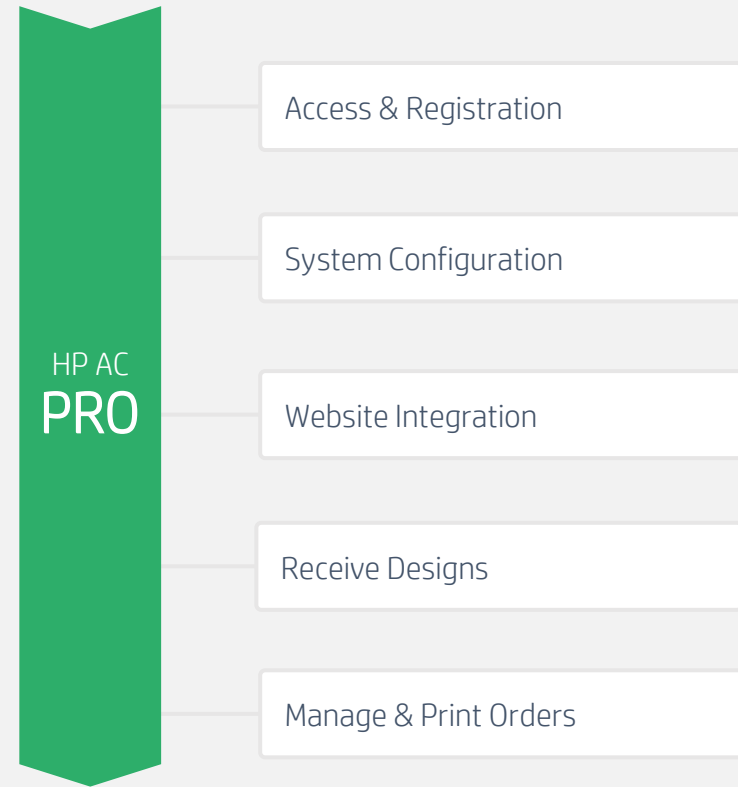 Access & Registration
System Configuration
HP AC
PRO
Website Integration
Receive Designs
Manage & Print Orders